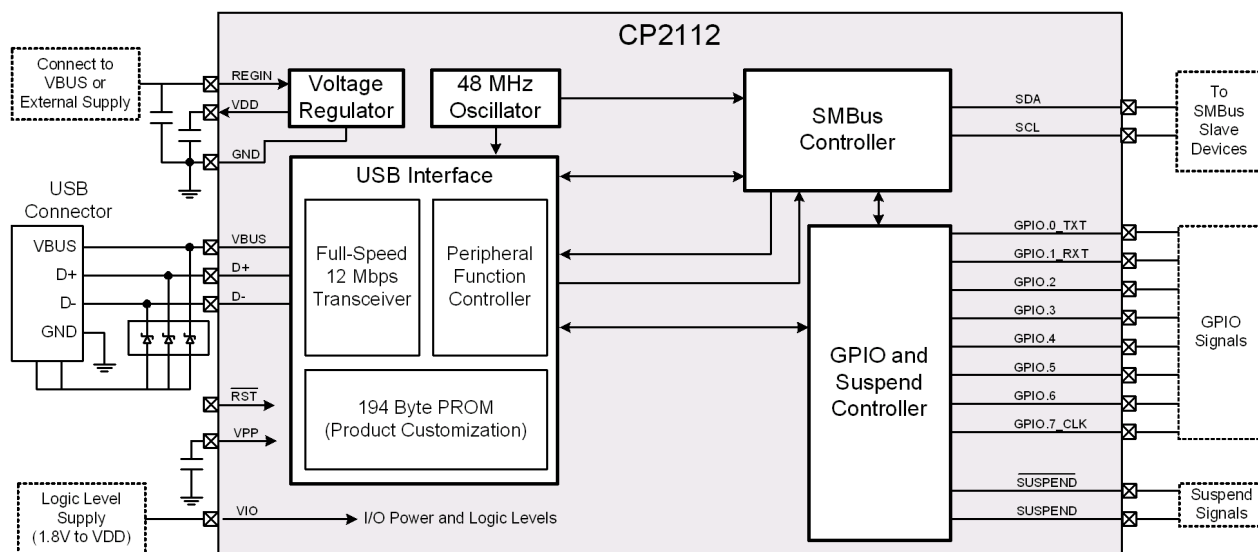 CP2112
Connect to
VBUS or
External Supply
REGIN
VDD
GND
Voltage
Regulator
48 MHz
Oscillator
SMBus
Controller
SDA
SCL
To
SMBus
Slave
Devices
USB
Connector
VBUS
D+
D-
GND
VBUS
D+
D-
USB Interface
Full-Speed
12 Mbps
Transceiver
Peripheral
Function
Controller
194 Byte PROM
(Product Customization)
GPIO and
Suspend
Controller
GPIO.0_TXT
GPIO.1_RXT
GPIO.2
GPIO.3
GPIO.4
GPIO.5
GPIO.6
GPIO.7_CLK
GPIO
Signals
RST
VPP
Logic Level
Supply
(1.8V to VDD)
VIO
I/O Power and Logic Levels
SUSPEND
SUSPEND
Suspend
Signals